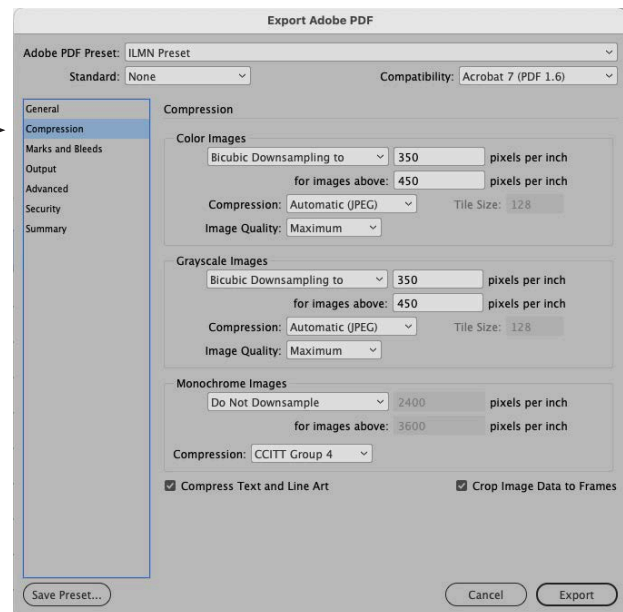 Export Adobe PDF
Adobe PDF Preset: ILMN Preset
Standard: None Compatibility: Acrobat 7 (PDF 1.6)
General
Compression
Marks and Bleeds
Output
Advanced
Security
Summary
Compression
Color Images
Bicubic Downsampling to 350 pixels per inch
for images above: 450 pixels per inch
Compression: Automatic (JPEG) Tile Size: 128
Image Quality: Maximum
Grayscale Images
Bicubic Downsampling to 350 pixels per inch
for images above: 450 pixels per inch
Compression: Automatic (JPEG) Tile Size: 128
Image Quality: Maximum
Monochrome Images
Do Not Downsample 2400 pixels per inch
for images above: 3600 pixels per inch
Compression: CCITT Group 4
Compress Text and Line Art Crop Image Data to Frames
Save Preset... Cancel Export